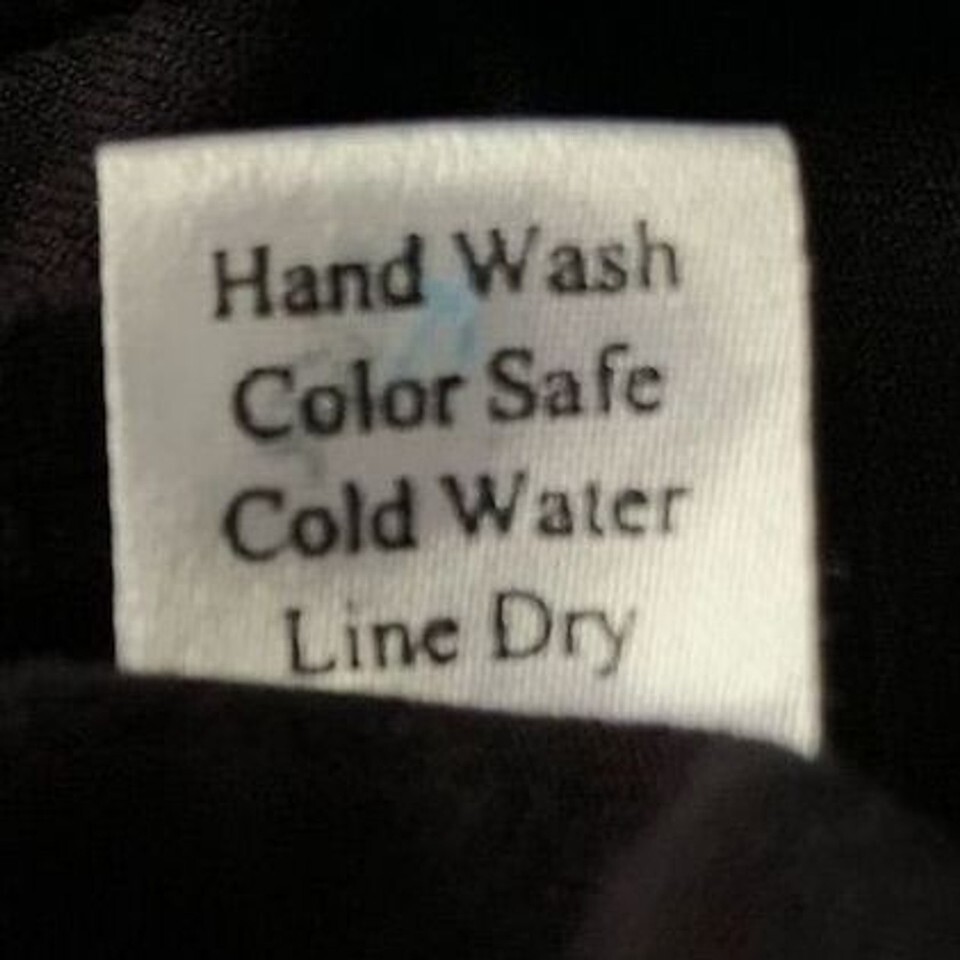 Hand Wash
Color Safe
Cold Water
Line Dry